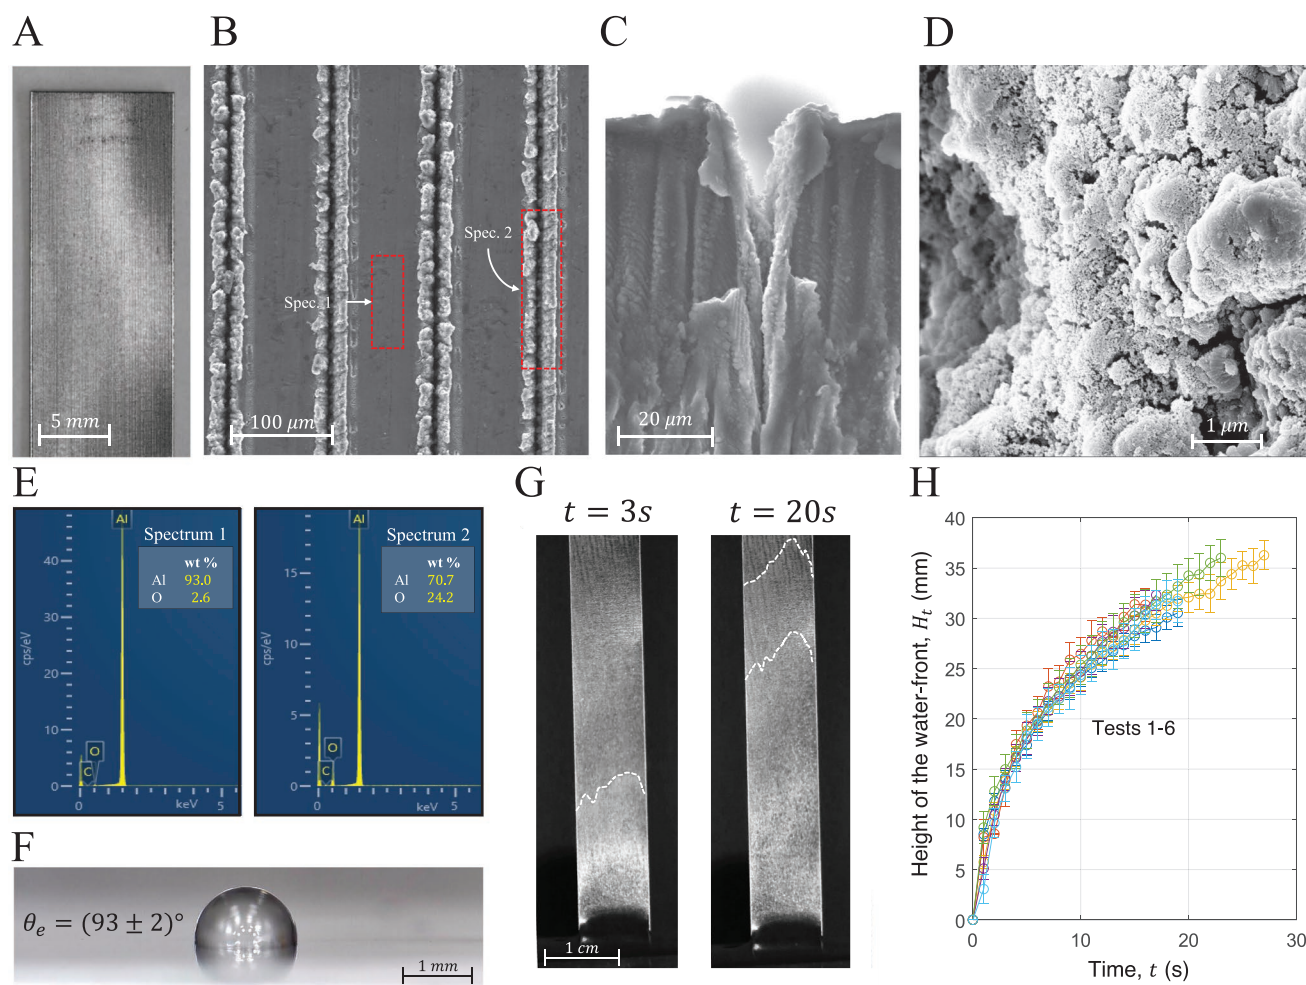 A
B
C
D
5 mm
Spec. 1
Spec. 2
100 μm
20 μm
1 μm
E
Al
Spectrum 1
wt %
Al 93.0
O 2.6
40
30
20
10
0
cps/eV
O
C
0
keV
5
Al
Spectrum 2
wt %
Al 70.7
O 24.2
15
10
5
0
cps/eV
O
C
0
keV
5
F
θₑ = (93 ± 2)°
1 mm
G
t = 3s
t = 20s
1 cm
H
40
35
30
25
20
15
10
5
0
Height of the water-front, Hₜ (mm)
Tests 1-6
0
10
20
30
Time, t (s)